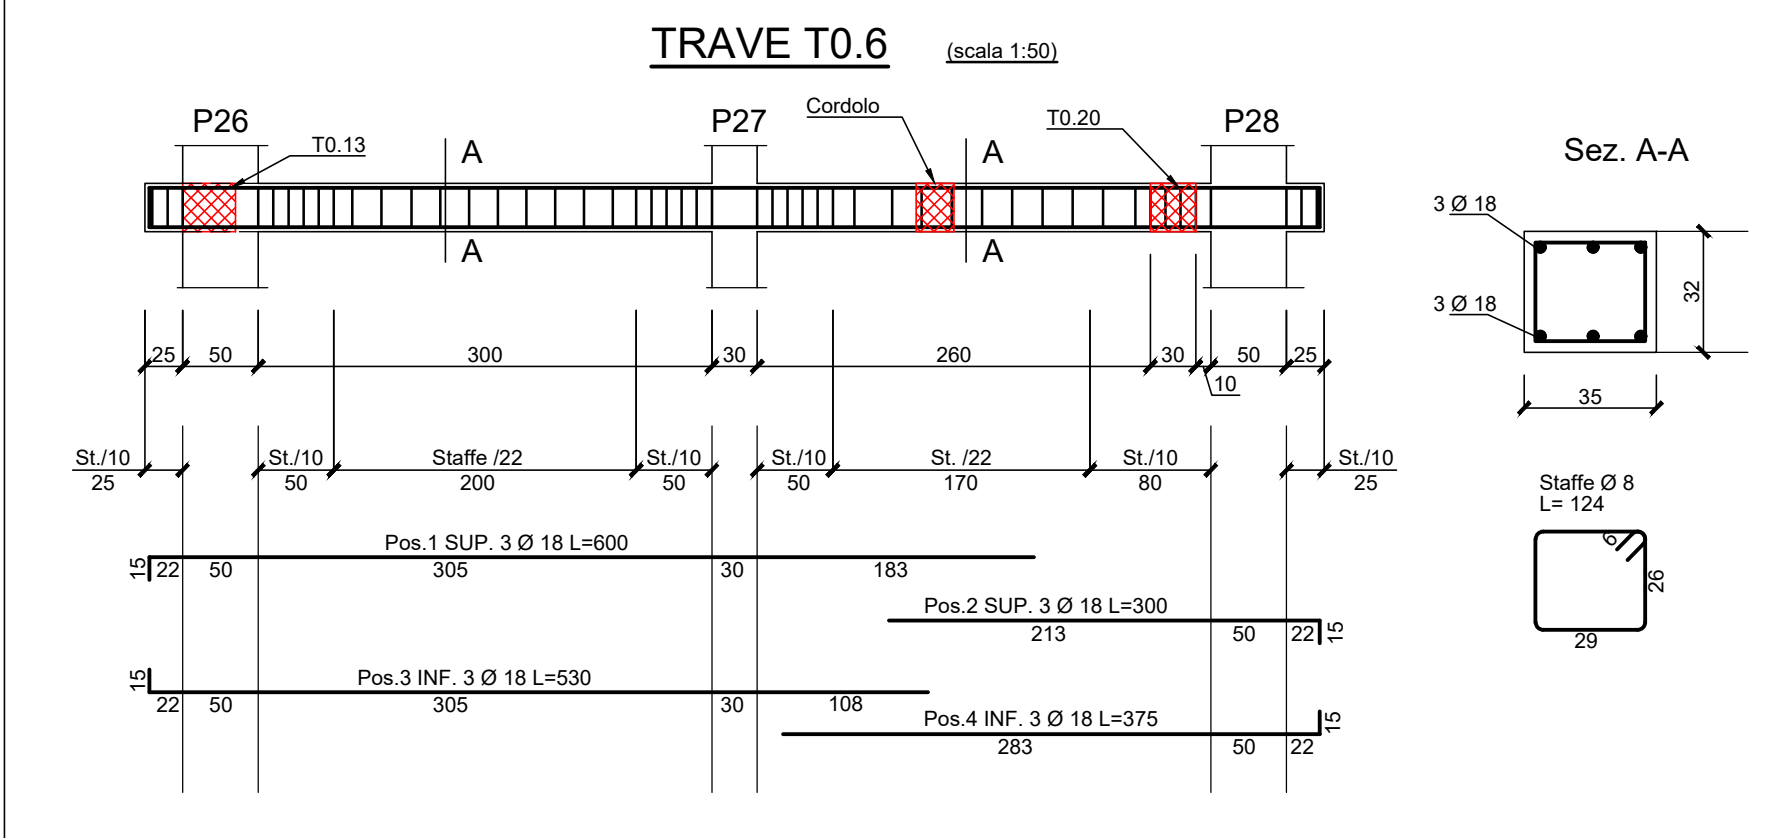 TRAVE T0.6 (scala 1:50)
Cordolo
P26 P27 T0.20 P28
T0.13 A A Sez. A-A
3 Ø 18
A A
3 Ø 18
32
25 50 300 30 260 30 50 25
10
35
St./10 St./10 Staffe /22 St./10 St./10 St. /22 St./10 St./10
25 50 200 50 50 170 80 25
Staffe Ø 8
L= 124
Pos.1 SUP. 3 Ø 18 L=600
15 22 50 305 30 183
6
26
Pos.2 SUP. 3 Ø 18 L=300
213 50 22 15
29
Pos.3 INF. 3 Ø 18 L=530
15
22 50 305 30 108
Pos.4 INF. 3 Ø 18 L=375
15
283 50 22